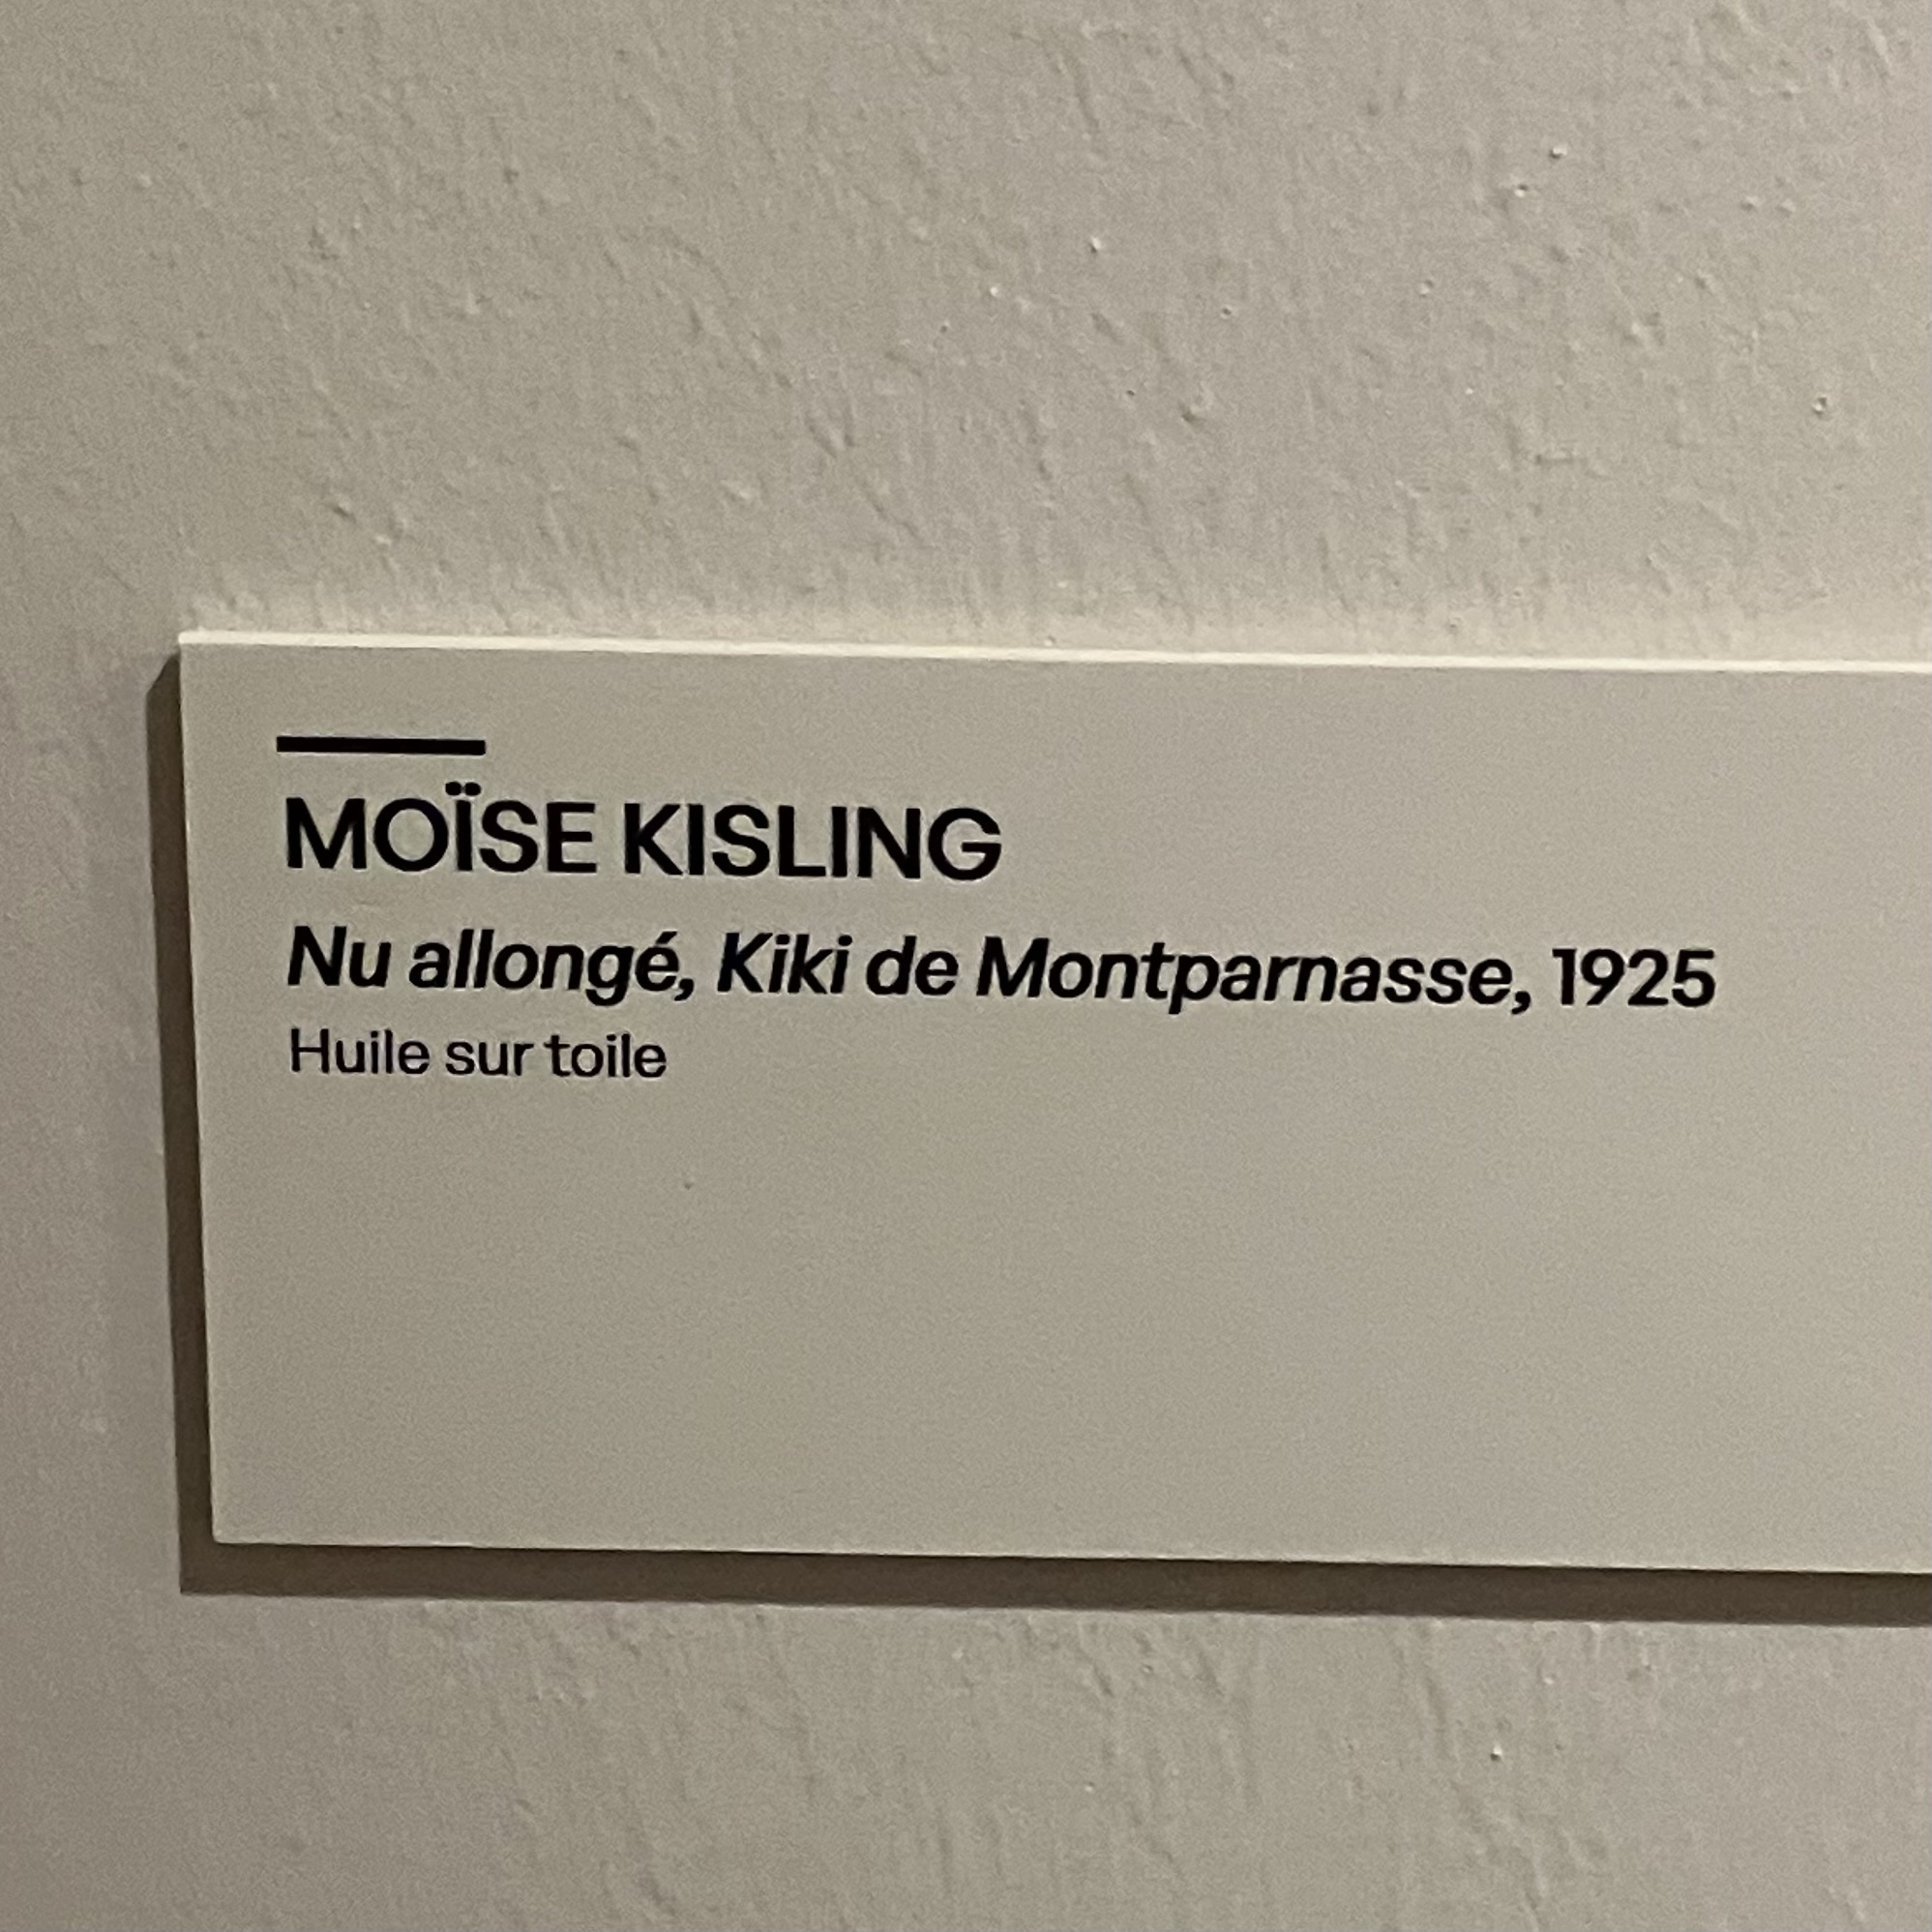 MOÏSE KISLING
Nu allongé, Kiki de Montparnasse, 1925
Huile sur toile